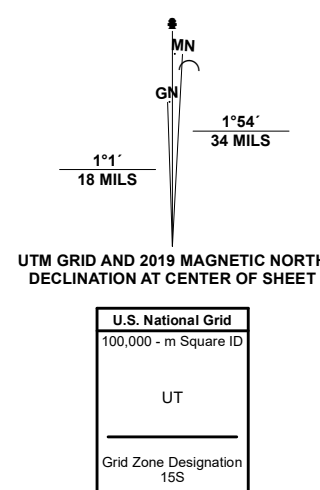 MN
GN
1°54´
34 MILS
1°1´
18 MILS
UTM GRID AND 2019 MAGNETIC NORTH
DECLINATION AT CENTER OF SHEET
U.S. National Grid
100,000 - m Square ID
UT
Grid Zone Designation
15S